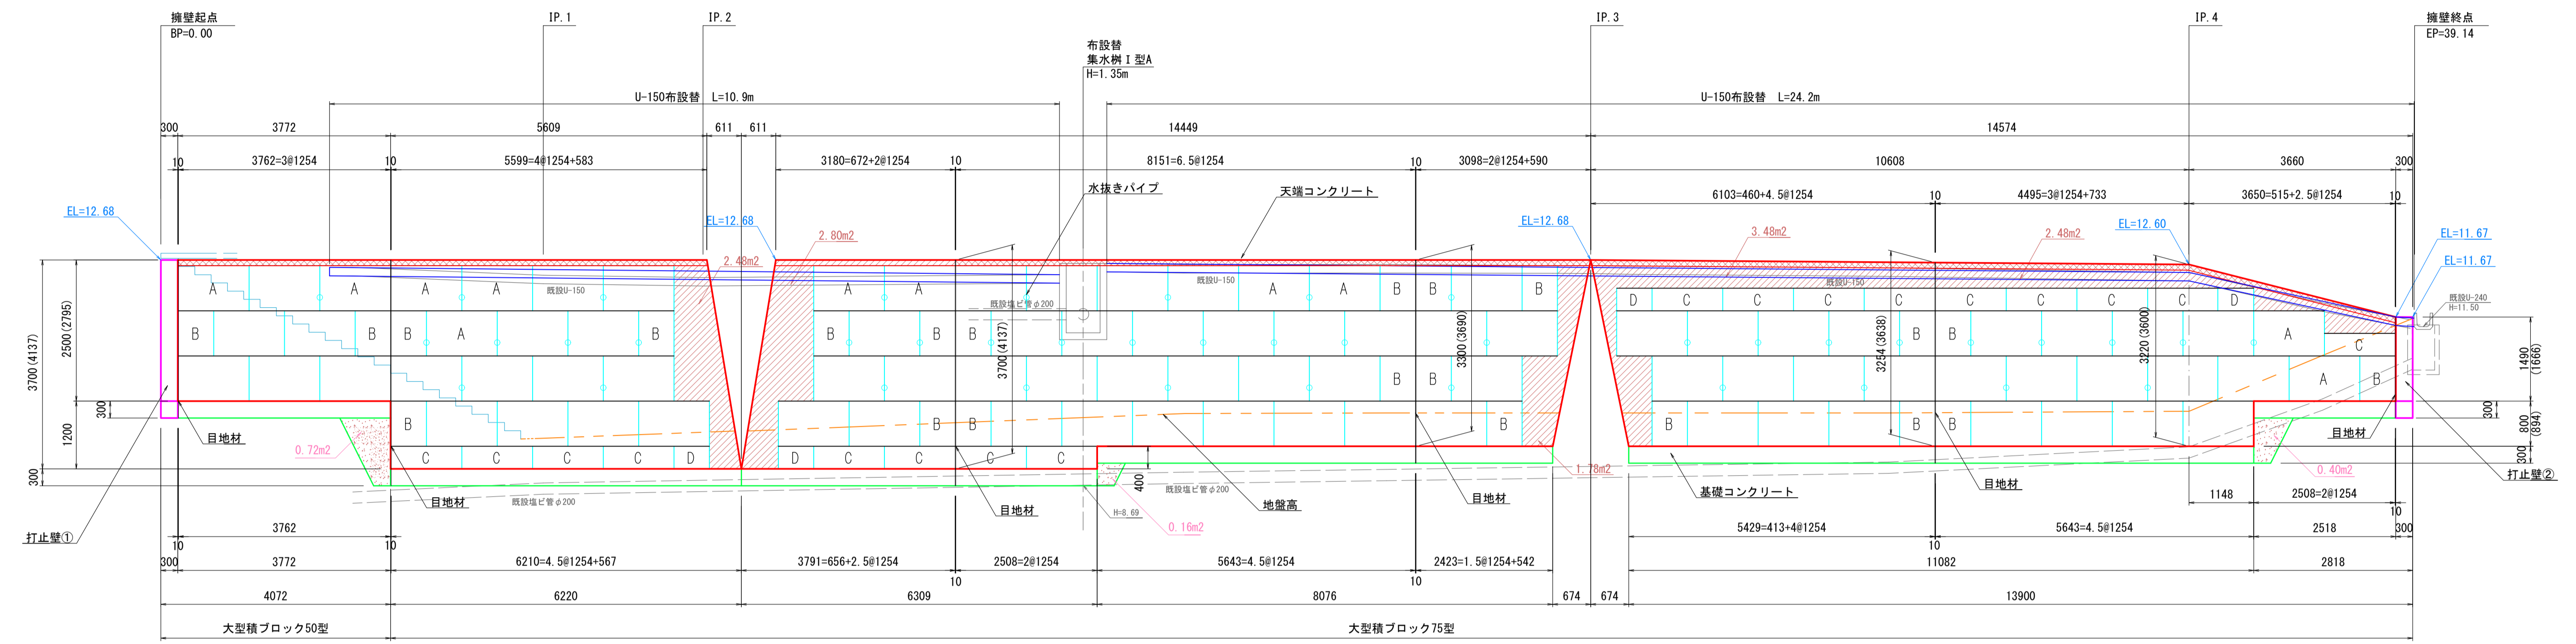 擁壁起点
BP=0.00
IP.1
IP.2
布設替
集水桝Ⅰ型A
H=1.35m
IP.3
IP.4
擁壁終点
EP=39.14
U-150布設替 L=10.9m
U-150布設替 L=24.2m
300
3772
5609
611
611
14449
14574
10
3762=3@1254
10
5599=4@1254+583
3180=672+2@1254
10
8151=6.5@1254
10
3098=2@1254+590
10608
3660
300
水抜きパイプ
天端コンクリート
6103=460+4.5@1254
10
4495=3@1254+733
3650=515+2.5@1254
10
EL=12.68
EL=12.68
EL=12.68
EL=12.60
EL=11.67
EL=11.67
2.48m2
2.80m2
3.48m2
2.48m2
既設U-150
既設塩ビ管φ200
既設U-150
既設U-150
既設U-240
H=11.50
A A A A A A A A B B B D C C C C C C C C D
B B B A B B B B B B A C
B B A B
B B B B B B B
C C C C D D C C C C
3700(4137)
2500(2795)
1200
300
300
3700(4137)
3300(3690)
3254(3638)
3220(3600)
1490
(1666)
800
(894)
300
300
目地材
0.72m2
目地材
既設塩ビ管φ200
目地材
H=8.69
0.16m2
400
既設塩ビ管φ200
地盤高
目地材
1.78m2
基礎コンクリート
目地材
目地材
0.40m2
打止壁②
打止壁①
1148
2508=2@1254
10
3762
10
10
5429=413+4@1254
10
5643=4.5@1254
2518
300
300
3772
6210=4.5@1254+567
3791=656+2.5@1254
10
2508=2@1254
5643=4.5@1254
10
2423=1.5@1254+542
11082
2818
4072
6220
6309
8076
674
674
13900
大型積ブロック50型
大型積ブロック75型